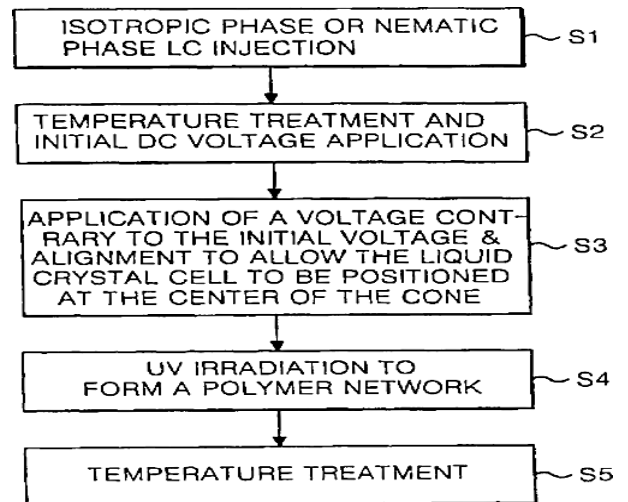 ISOTROPIC PHASE OR NEMATIC
PHASE LC INJECTION
S1
TEMPERATURE TREATMENT AND
INITIAL DC VOLTAGE APPLICATION
S2
APPLICATION OF A VOLTAGE CONT-
RARY TO THE INITIAL VOLTAGE &
ALIGNMENT TO ALLOW THE LIQUID
CRYSTAL CELL TO BE POSITIONED
AT THE CENTER OF THE CONE
S3
UV IRRADIATION TO
FORM A POLYMER NETWORK
S4
TEMPERATURE TREATMENT
S5